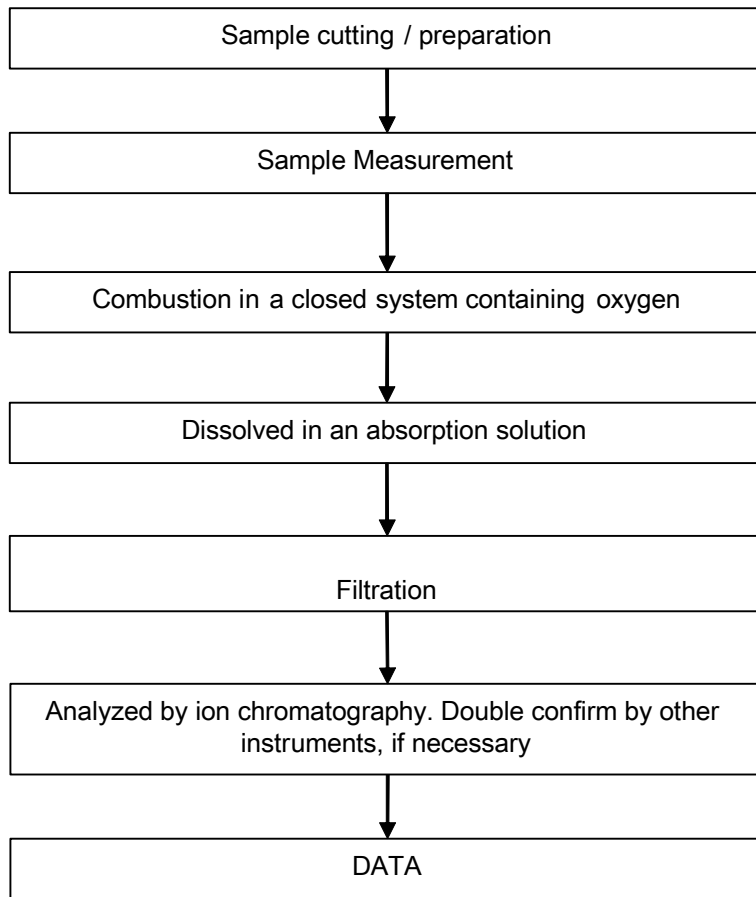 Sample cutting / preparation
Sample Measurement
Combustion in a closed system containing oxygen
Dissolved in an absorption solution
Filtration
Analyzed by ion chromatography. Double confirm by other
instruments, if necessary
DATA